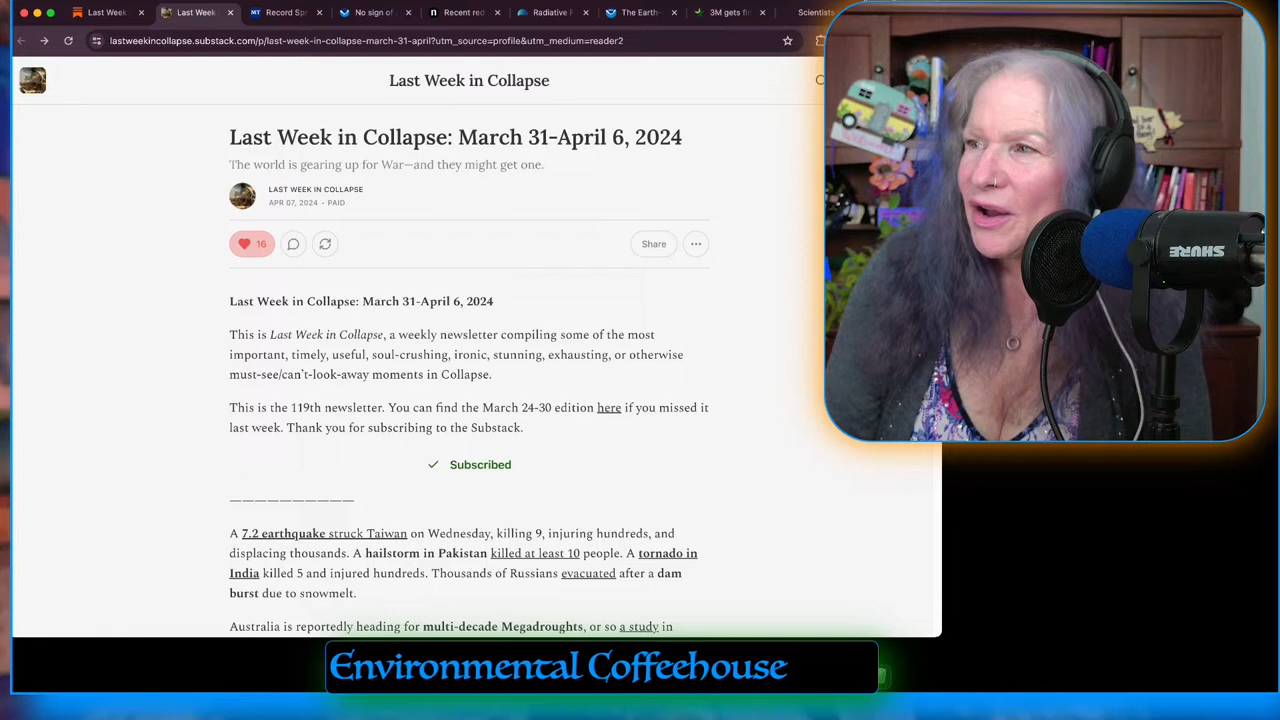 Last Week
Last Week
Record Sp
No sign of
Recent rec
Radiative
The Earth-
3M gets fi
Scientists
lastweekincollapse.substack.com/p/last-week-in-collapse-march-31-april?utm_source=profile&utm_medium=reader2
Last Week in Collapse
Last Week in Collapse: March 31-April 6, 2024
The world is gearing up for War—and they might get one.
LAST WEEK IN COLLAPSE
APR 07, 2024 · PAID
16
Share
Last Week in Collapse: March 31-April 6, 2024
This is Last Week in Collapse, a weekly newsletter compiling some of the most
important, timely, useful, soul-crushing, ironic, stunning, exhausting, or otherwise
must-see/can't-look-away moments in Collapse.
This is the 119th newsletter. You can find the March 24-30 edition here if you missed it
last week. Thank you for subscribing to the Substack.
Subscribed
———————————
A 7.2 earthquake struck Taiwan on Wednesday, killing 9, injuring hundreds, and
displacing thousands. A hailstorm in Pakistan killed at least 10 people. A tornado in
India killed 5 and injured hundreds. Thousands of Russians evacuated after a dam
burst due to snowmelt.
Australia is reportedly heading for multi-decade Megadroughts, or so a study in
SHURE
Environmental Coffeehouse